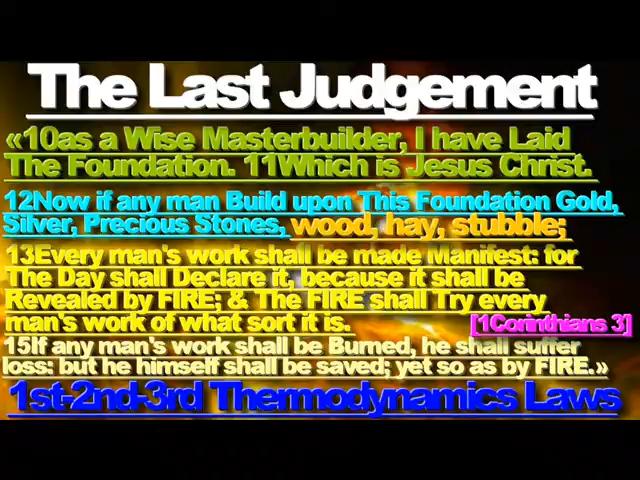 The Last Judgement
«10as a Wise Masterbuilder, I have Laid
The Foundation. 11Which is Jesus Christ.
12Now if any man Build upon This Foundation Gold,
Silver, Precious Stones, wood, hay, stubble;
13Every man's work shall be made Manifest: for
The Day shall Declare it, because it shall be
Revealed by FIRE; & The FIRE shall Try every
man's work of what sort it is. [1Corinthians 3]
15If any man's work shall be Burned, he shall suffer
loss: but he himself shall be saved; yet so as by FIRE.»
1st-2nd-3rd Thermodynamics Laws